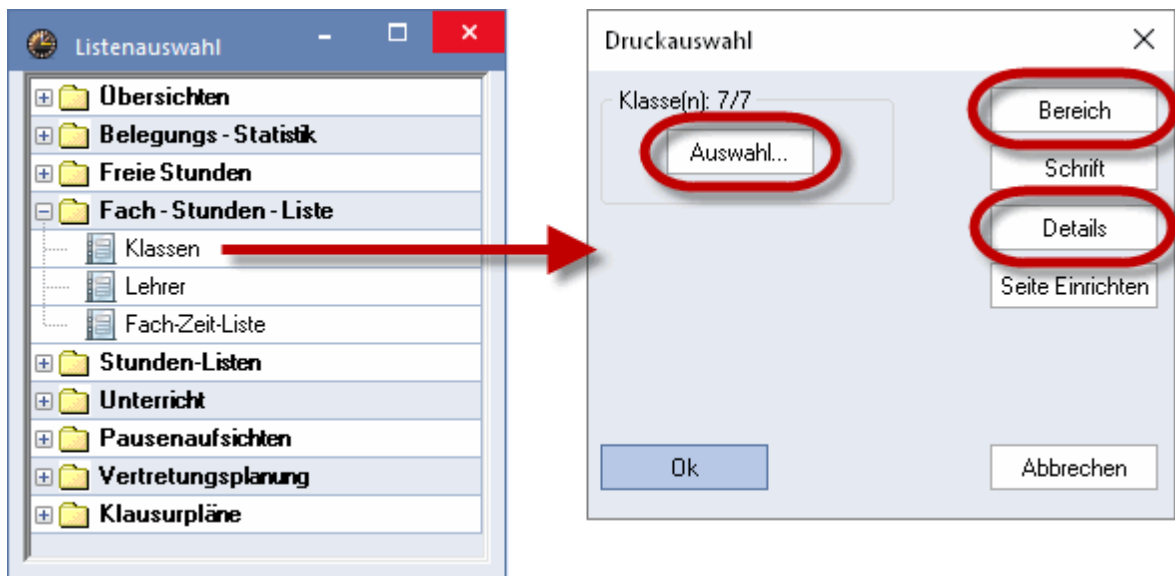 Listenauswahl
Übersichten
Belegungs - Statistik
Freie Stunden
Fach - Stunden - Liste
Klassen
Lehrer
Fach-Zeit-Liste
Stunden-Listen
Unterricht
Pausenaufsichten
Vertretungsplanung
Klausurpläne
Druckauswahl
Klasse(n): 7/7
Auswahl...
Bereich
Schrift
Details
Seite Einrichten
Ok
Abbrechen